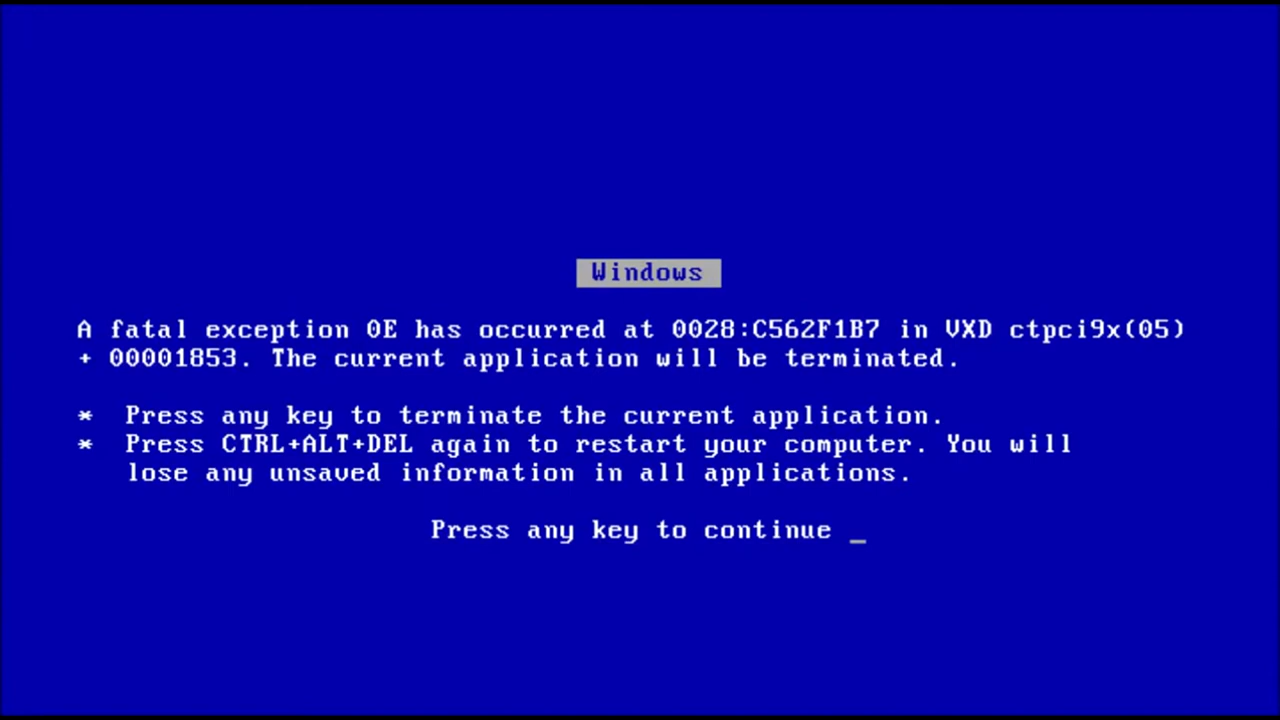 Windows
A fatal exception 0E has occurred at 0028:C562F1B7 in VXD ctpci9x(05)
+ 00001853. The current application will be terminated.
* Press any key to terminate the current application.
* Press CTRL+ALT+DEL again to restart your computer. You will
lose any unsaved information in all applications.
Press any key to continue _